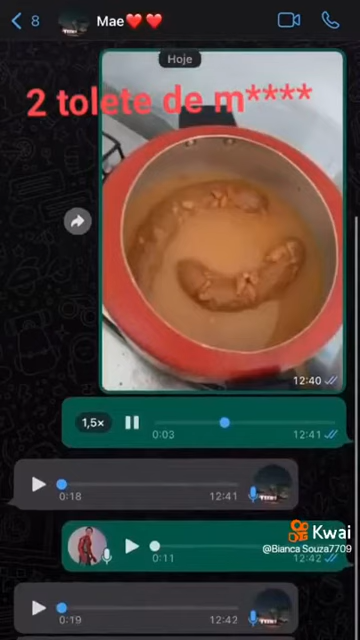 8
Mae❤️❤️
Hoje
2 tolete de m****
12:40
1,5×
0:03
12:41
0:18
12:41
Kwai
@Bianca Souza7709
0:11
12:42
0:19
12:42